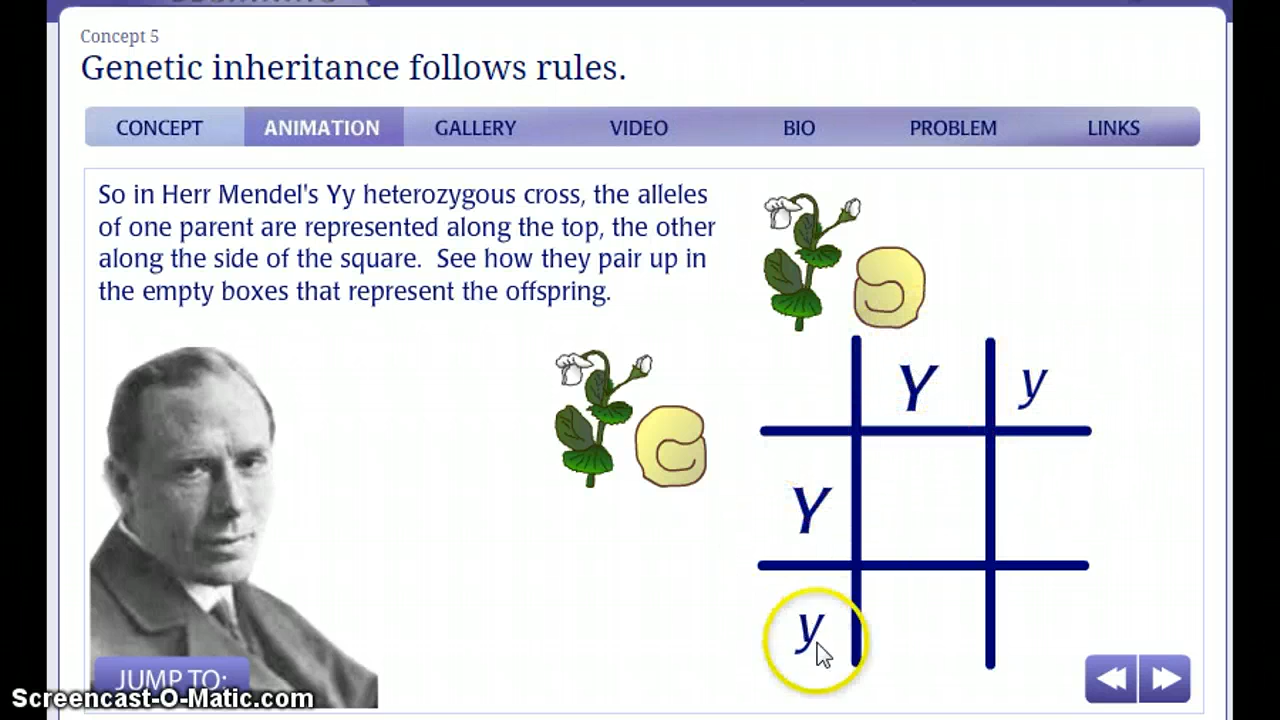 Concept 5
Genetic inheritance follows rules.
CONCEPT ANIMATION GALLERY VIDEO BIO PROBLEM LINKS
So in Herr Mendel's Yy heterozygous cross, the alleles
of one parent are represented along the top, the other
along the side of the square. See how they pair up in
the empty boxes that represent the offspring.
Y y
Y
y
JUMP TO:
Screencast-O-Matic.com